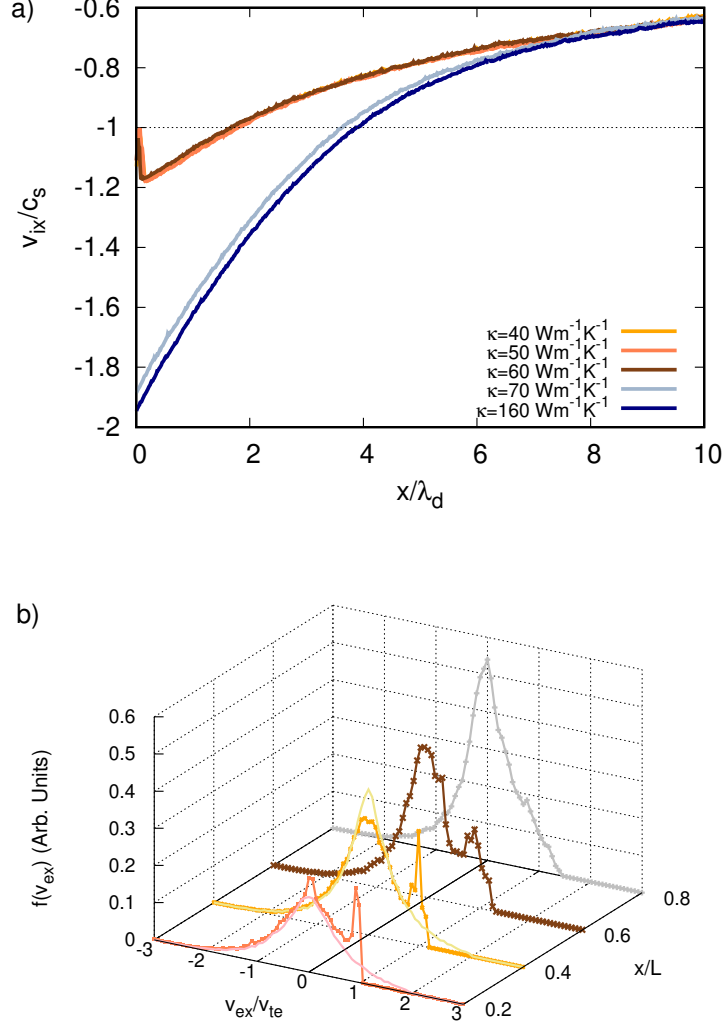 a)
-0.6
-0.8
-1
-1.2
-1.4
-1.6
-1.8
-2
v_ix/c_s
κ=40 Wm⁻¹K⁻¹
κ=50 Wm⁻¹K⁻¹
κ=60 Wm⁻¹K⁻¹
κ=70 Wm⁻¹K⁻¹
κ=160 Wm⁻¹K⁻¹
0 2 4 6 8 10
x/λ_d
b)
0.6
0.5
0.4
0.3
0.2
0.1
0
f(v_ex) (Arb. Units)
-3 -2 -1 0 1 2 3
v_ex/v_te
0.2 0.4 0.6 0.8
x/L